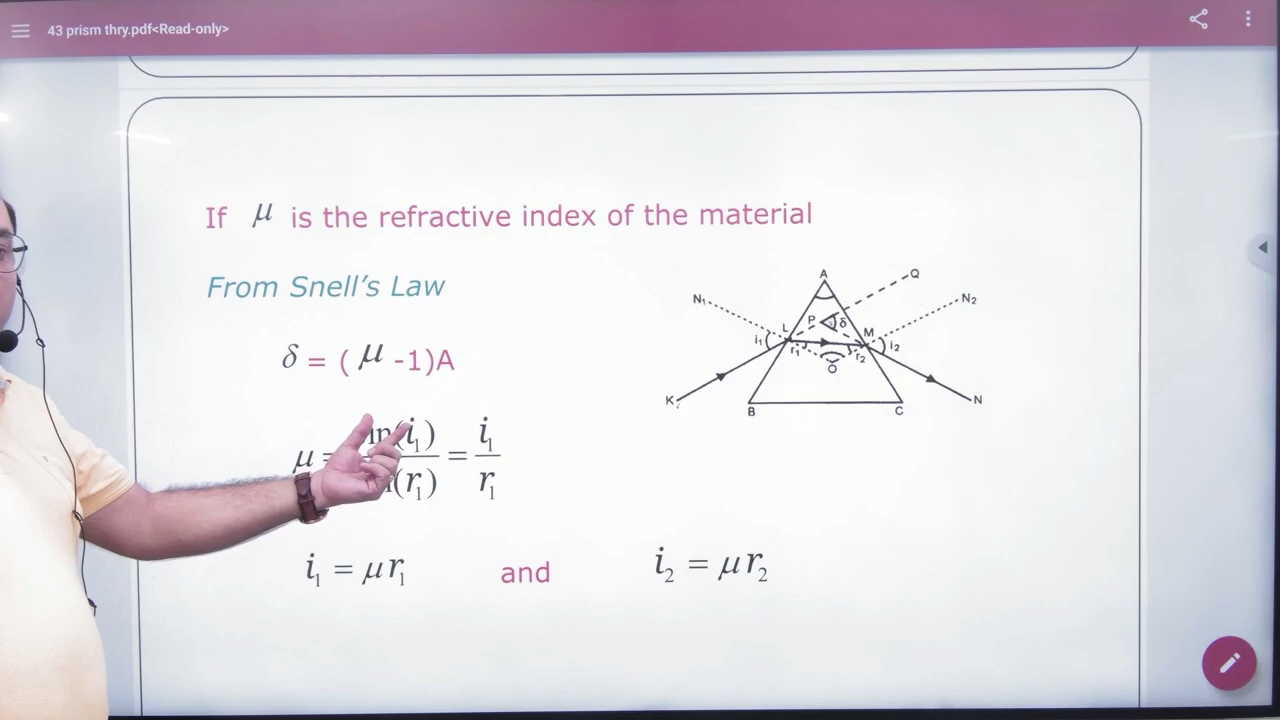 43 prism thry.pdf<Read-only>
If μ is the refractive index of the material
From Snell's Law
δ = ( μ -1)A
μ = (i₁) / (r₁) = i₁ / r₁
i₁ = μr₁ and i₂ = μr₂
A
Q
N₁
N₂
L
P
δ
M
i₁
r₁
r₂
i₂
O
K
B
C
N